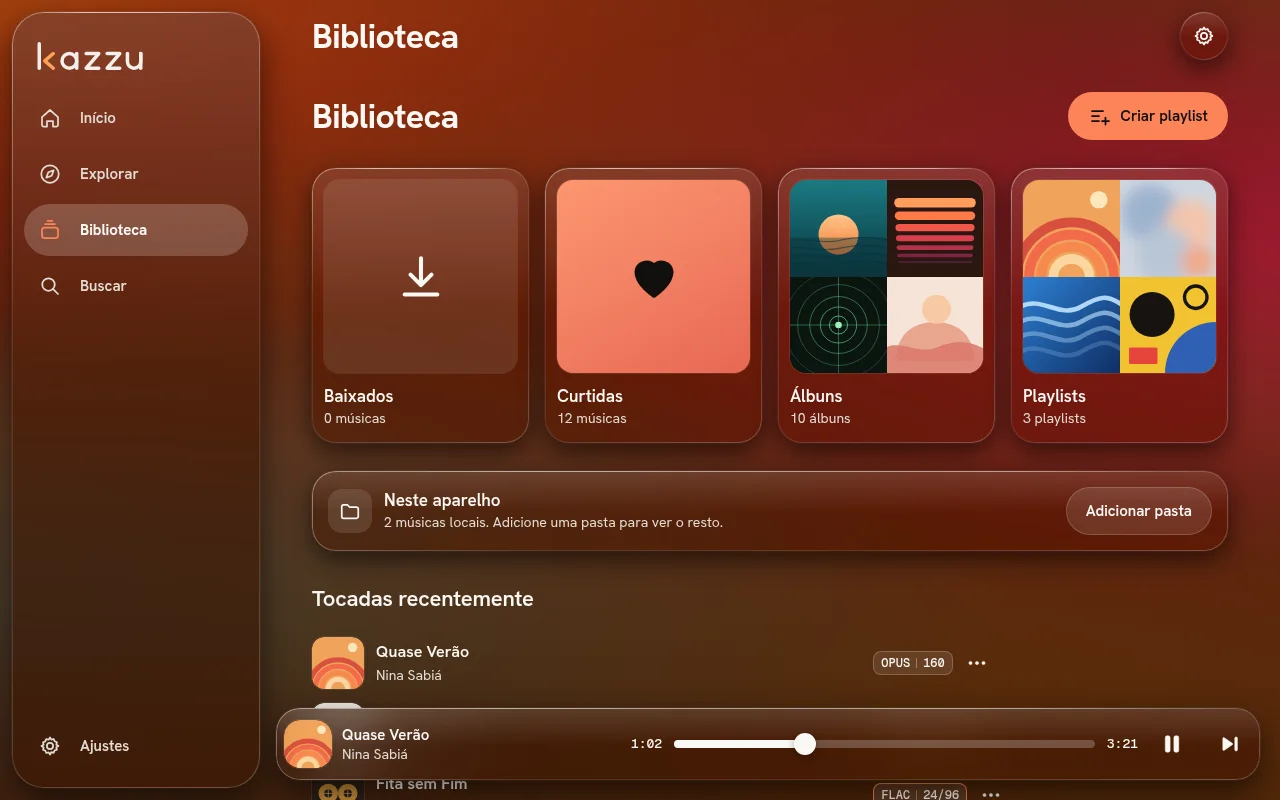 kazzu
Início
Explorar
Biblioteca
Buscar
Ajustes
Biblioteca
Biblioteca
Criar playlist
Baixados
0 músicas
Curtidas
12 músicas
Álbuns
10 álbuns
Playlists
3 playlists
Neste aparelho
2 músicas locais. Adicione uma pasta para ver o resto.
Adicionar pasta
Tocadas recentemente
Quase Verão
Nina Sabiá
OPUS | 160
Quase Verão
Nina Sabiá
1:02
3:21
Fita sem Fim
FLAC | 24/96